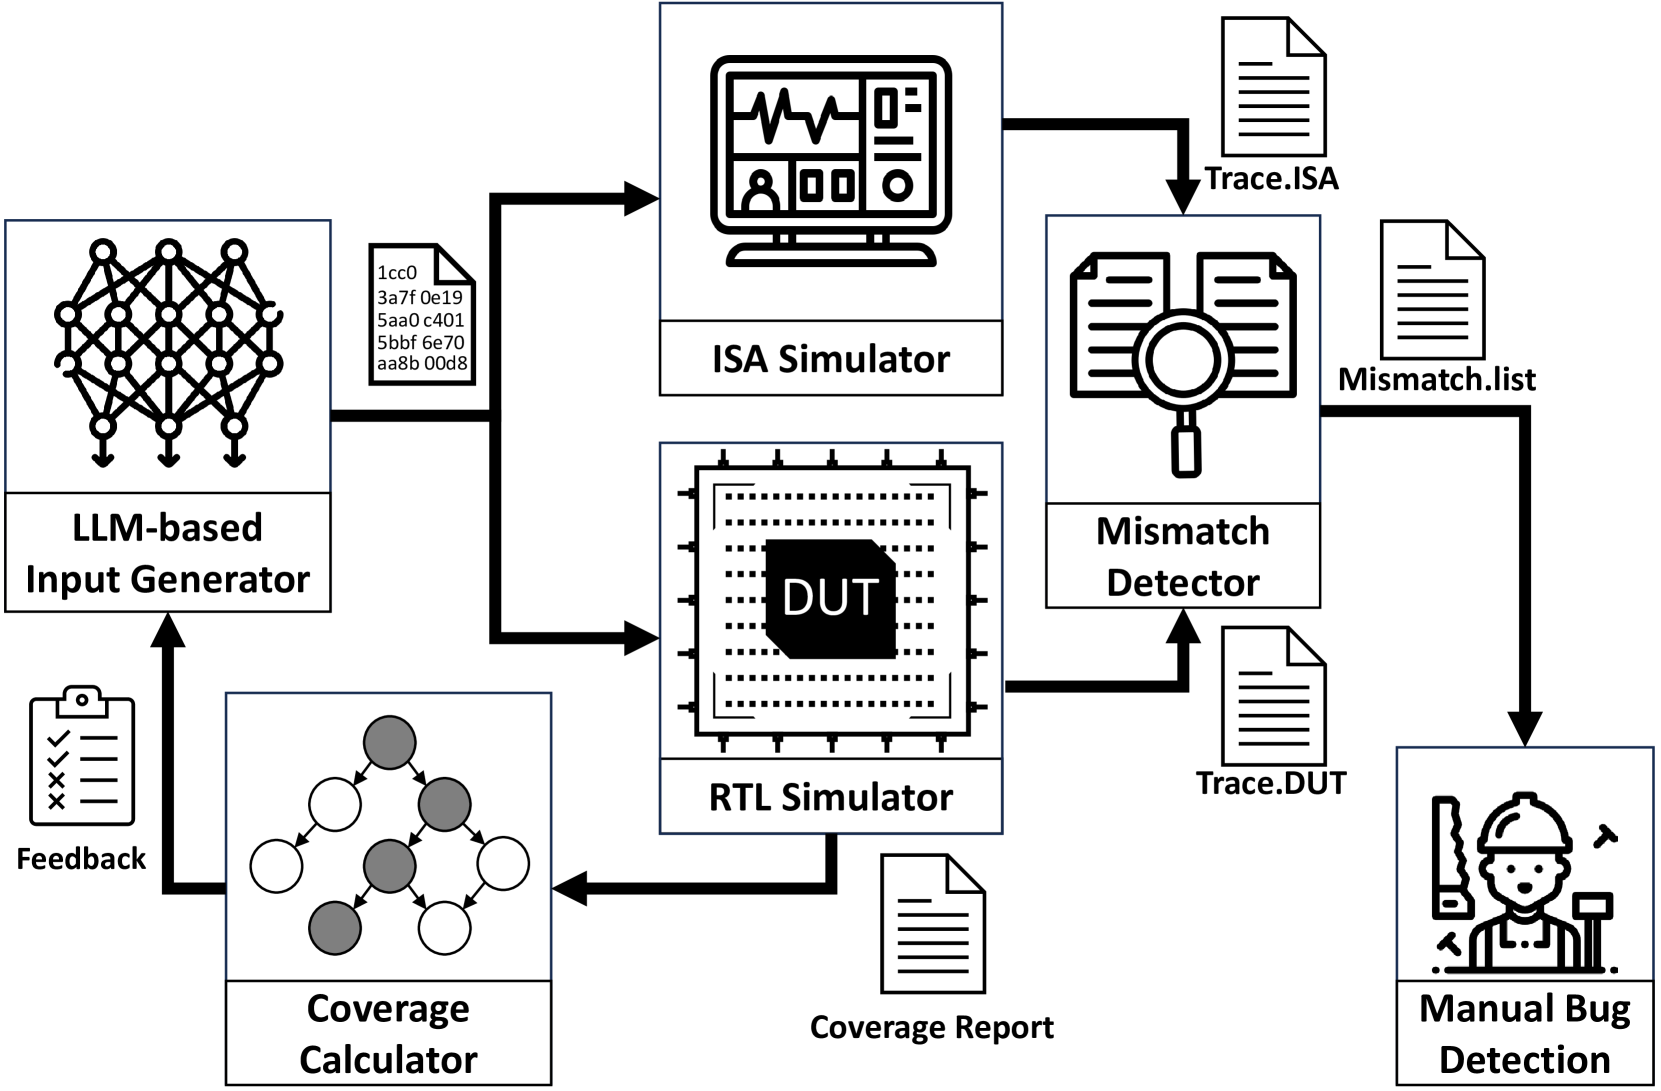 Trace.ISA
1cc0
3a7f 0e19
5aa0 c401
5bbf 6e70
aa8b 00d8
ISA Simulator
Mismatch.list
LLM-based
Input Generator
Mismatch
Detector
DUT
Trace.DUT
RTL Simulator
Feedback
Coverage Report
Coverage
Calculator
Manual Bug
Detection